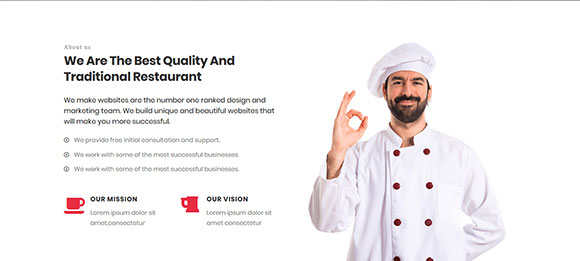 About us
We Are The Best Quality And
Traditional Restaurant
We make websites are the number one ranked design and
marketing team. We build unique and beautiful websites that
will make you more successful.
We provide free initial consultation and support.
We work with some of the most successful businesses.
We work with some of the most successful businesses.
OUR MISSION
Lorem ipsum dolor sit
amet,consectetur
OUR VISION
Lorem ipsum dolor sit
amet,consectetur